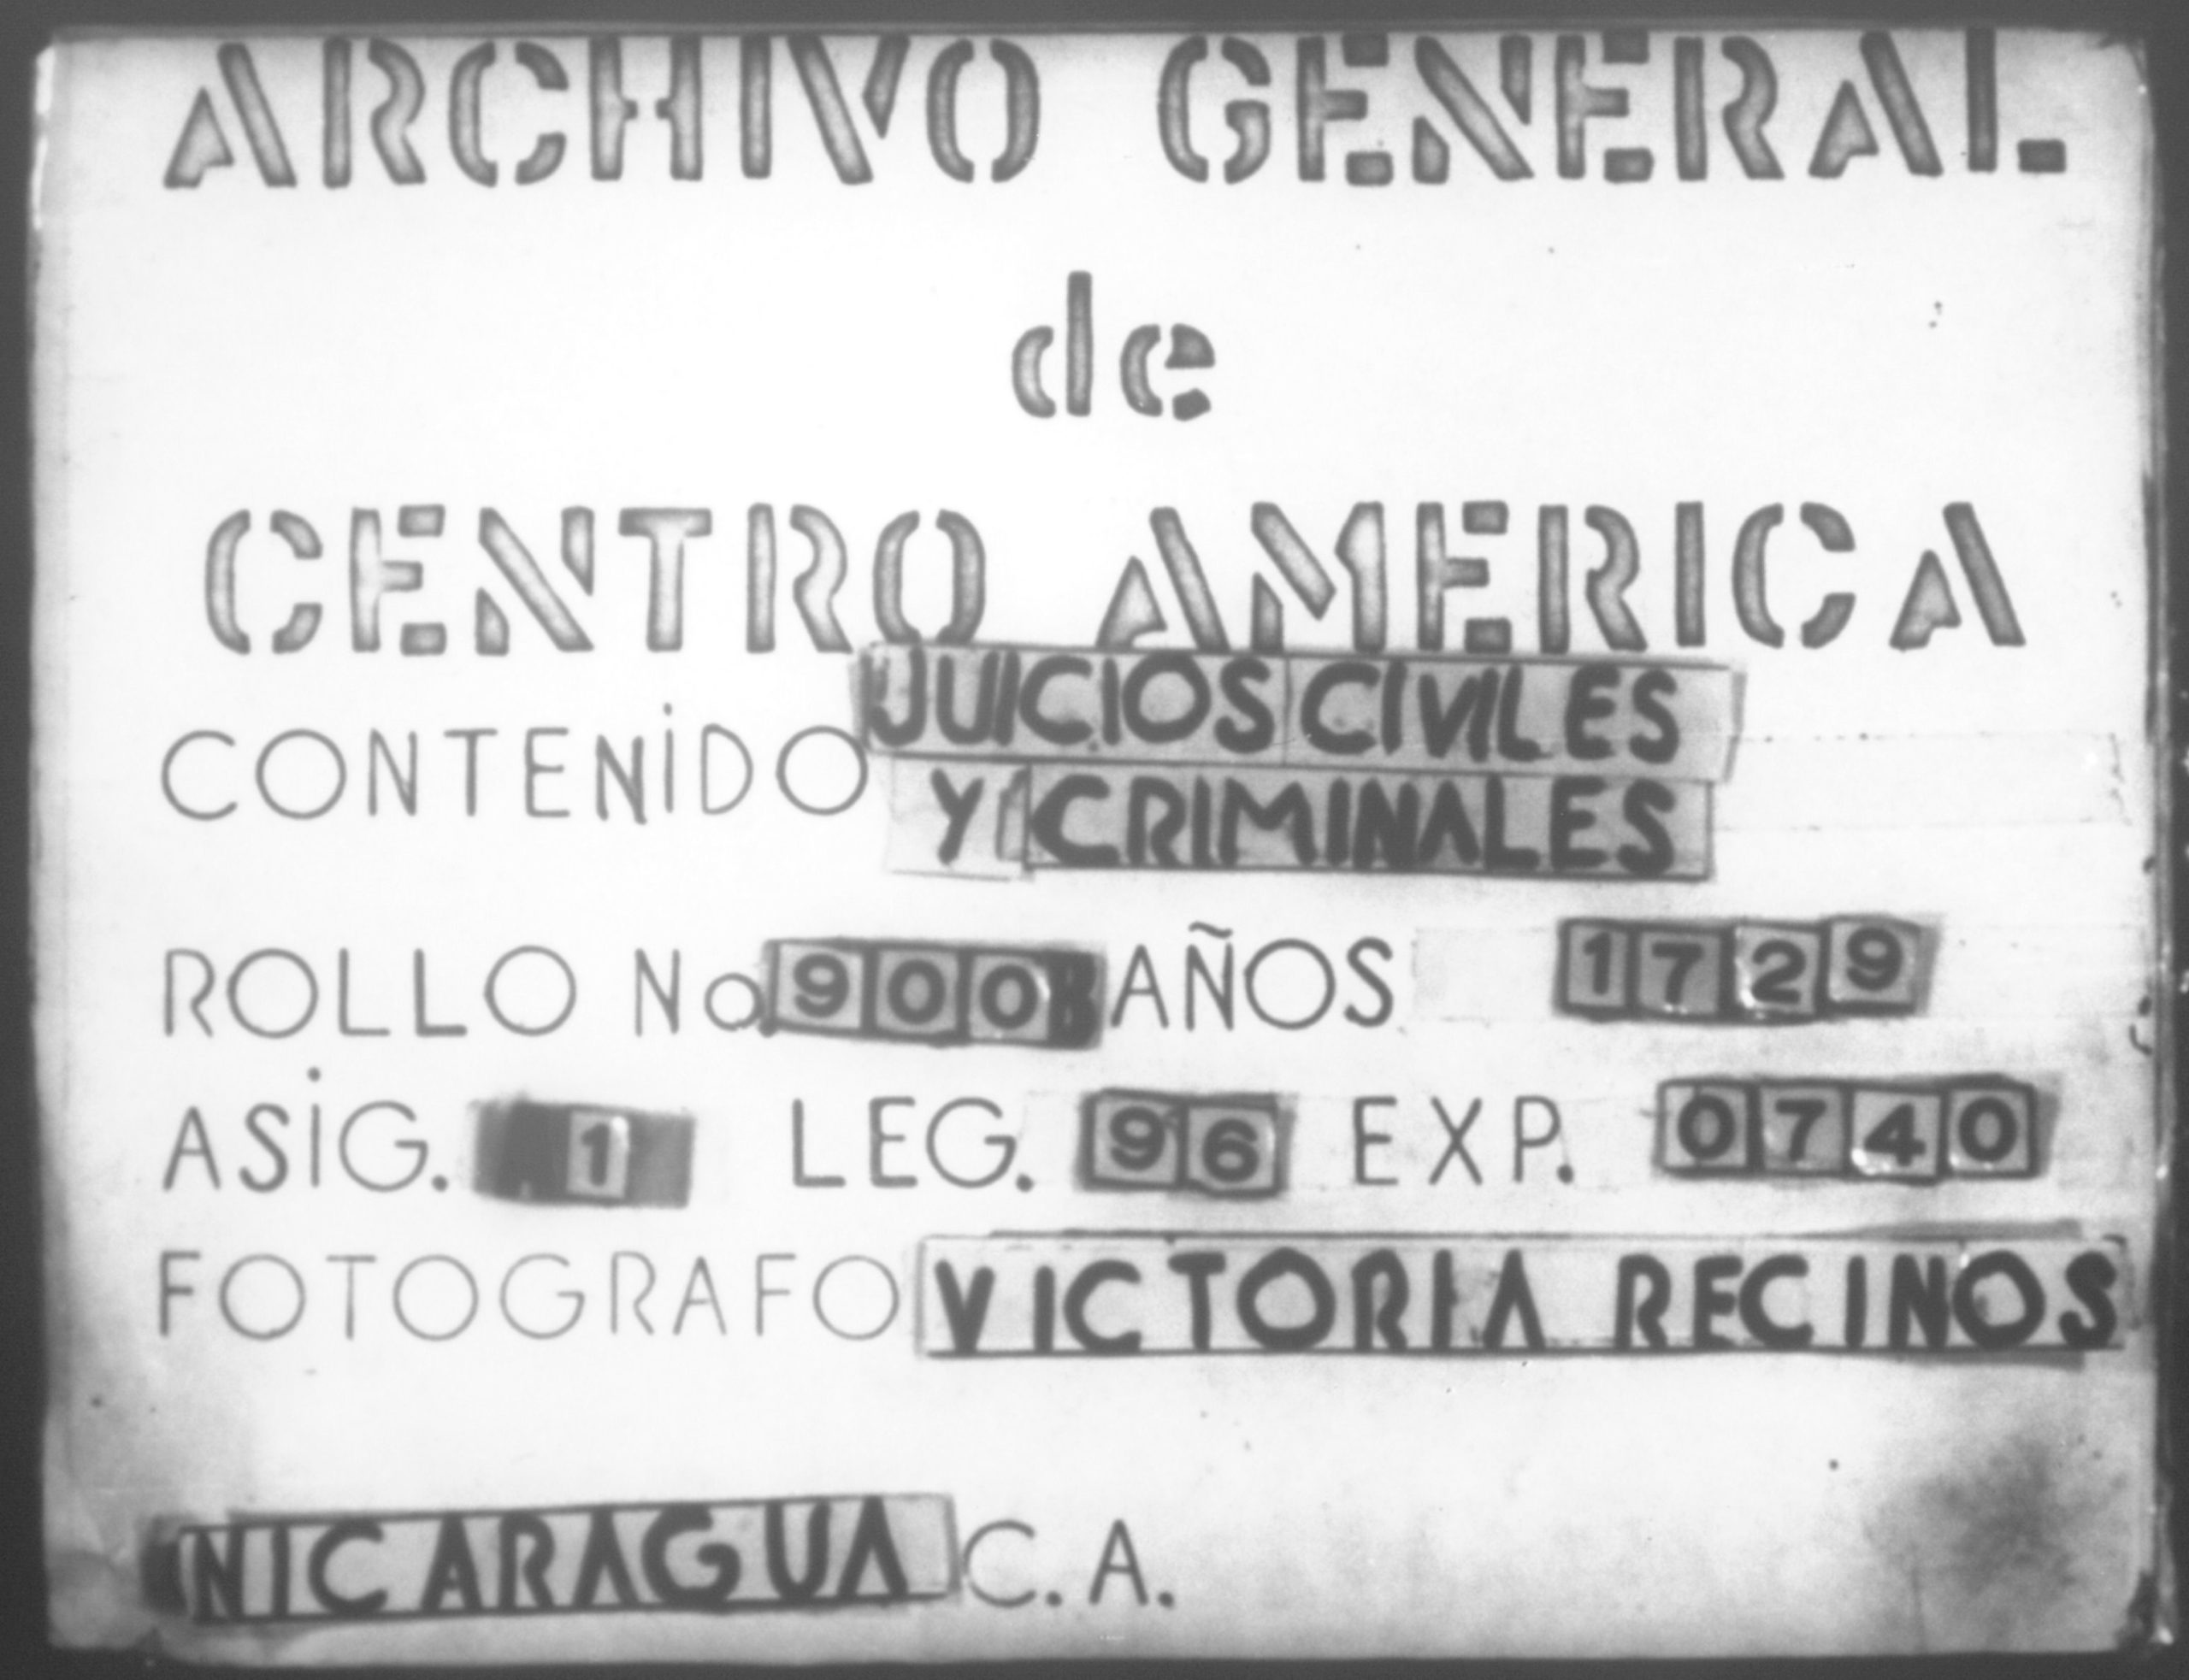 ARCHIVO GENERAL
de
CENTRO AMERICA
CONTENIDO JUICIOS CIVILES
Y CRIMINALES
ROLLO No 900 AÑOS 1729
ASIG. 1 LEG. 96 EXP. 0740
FOTOGRAFO VICTORIA RECINOS
NICARAGUA C.A.